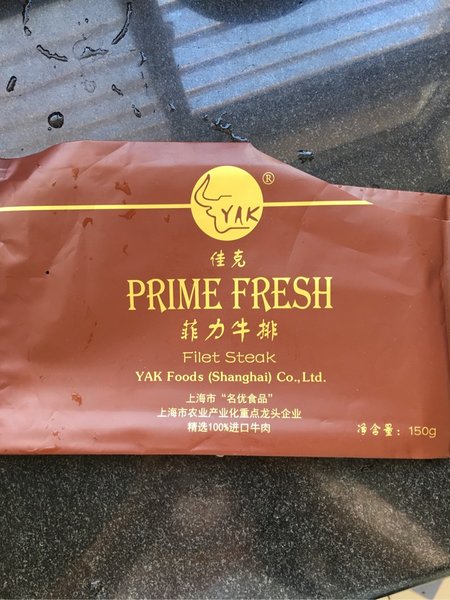 YAK ®
佳克
PRIME FRESH
菲力牛排
Filet Steak
YAK Foods (Shanghai) Co., Ltd.
上海市“名优食品”
上海市农业产业化重点龙头企业
精选100%进口牛肉
净含量：150g